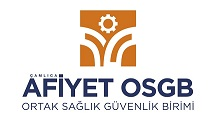 ÇAMLICA
AFİYET OSGB
ORTAK SAĞLIK GÜVENLİK BİRİMİ